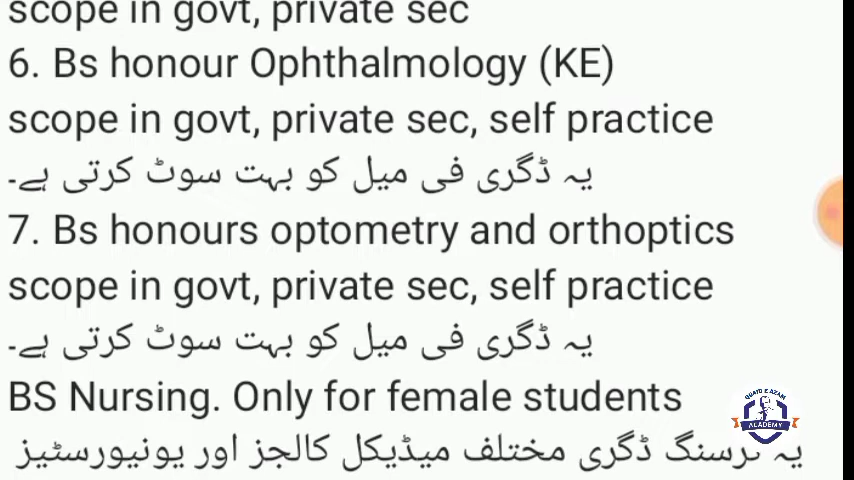 scope in govt, private sec
6. Bs honour Ophthalmology (KE)
scope in govt, private sec, self practice
یہ ڈگری فی میل کو بہت سوٹ کرتی ہے۔
7. Bs honours optometry and orthoptics
scope in govt, private sec, self practice
یہ ڈگری فی میل کو بہت سوٹ کرتی ہے۔
BS Nursing. Only for female students
یہ نرسنگ ڈگری مختلف میڈیکل کالجز اور یونیورسٹیز
QUAID E AZAM
ACADEMY